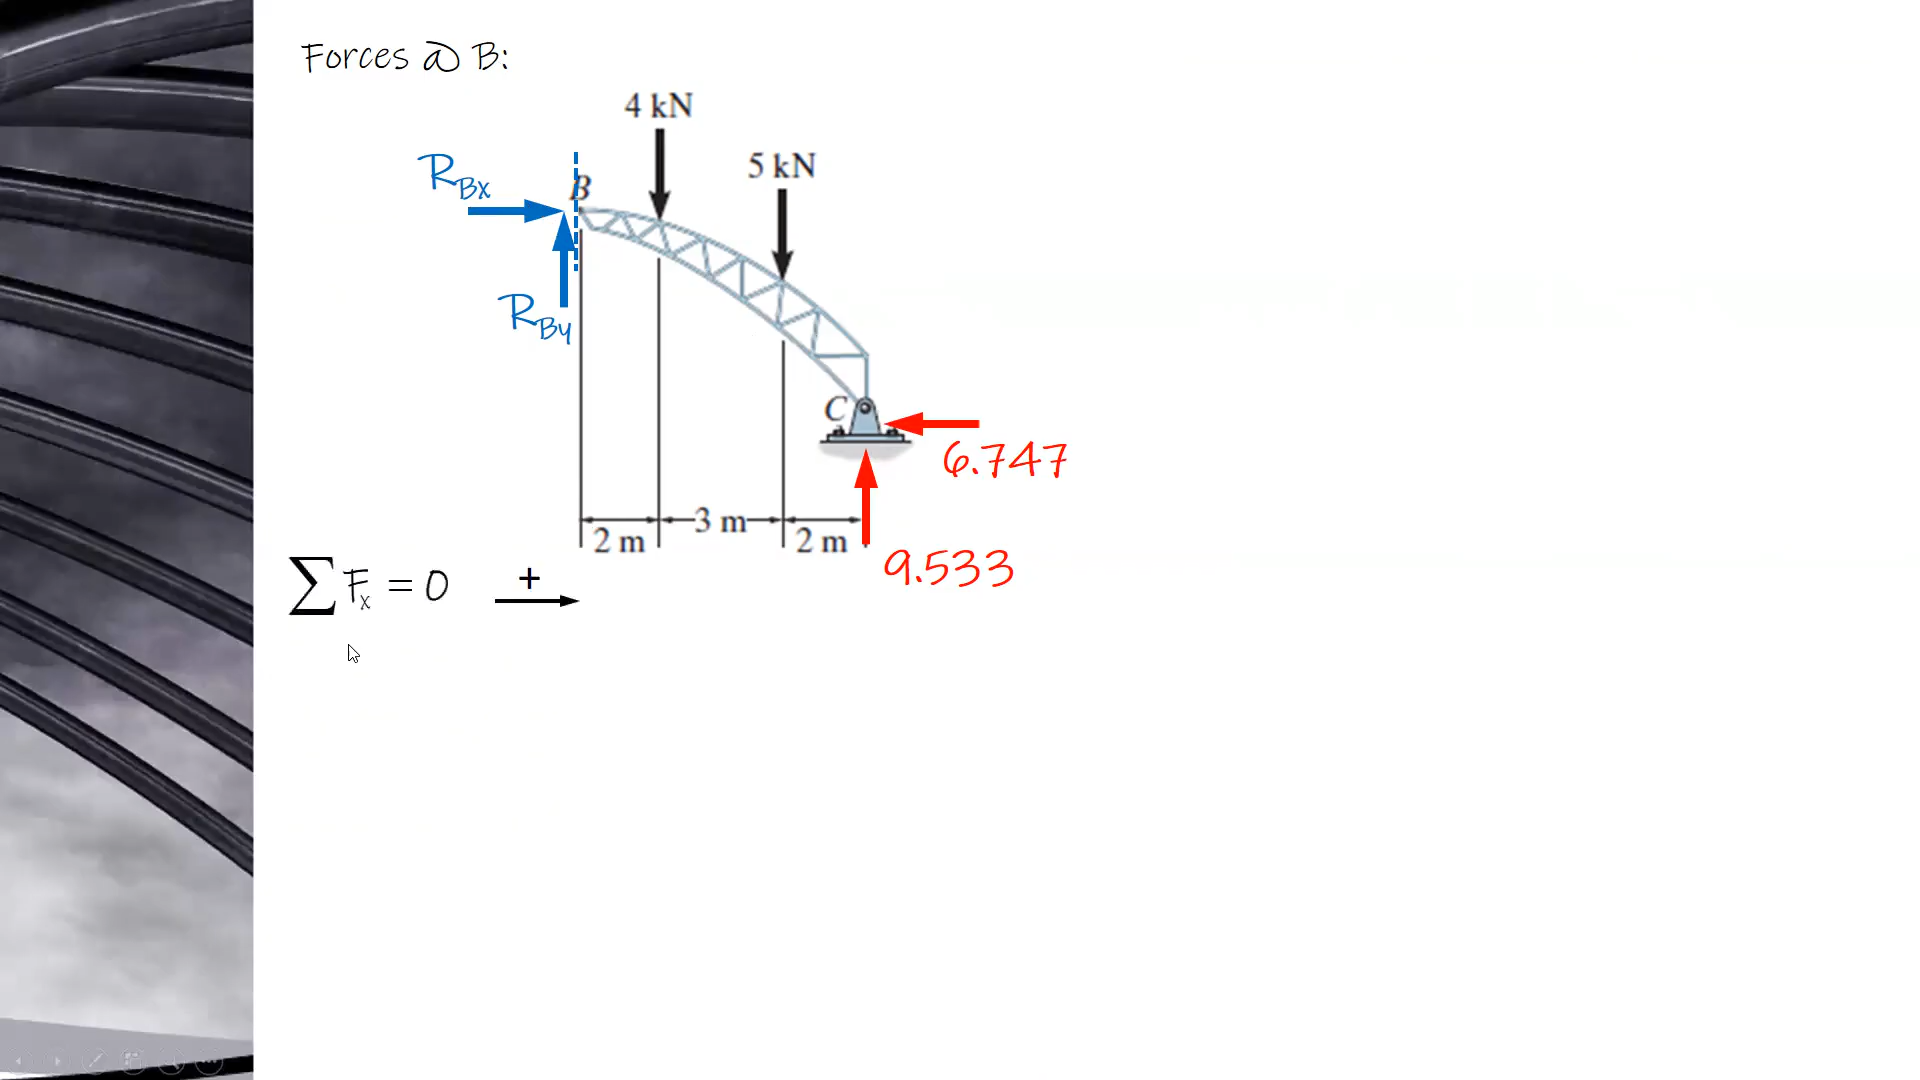 Forces @ B:
4 kN
5 kN
R_Bx
B
R_By
C
6.747
2 m
3 m
2 m
9.533
∑ F_x = 0 +